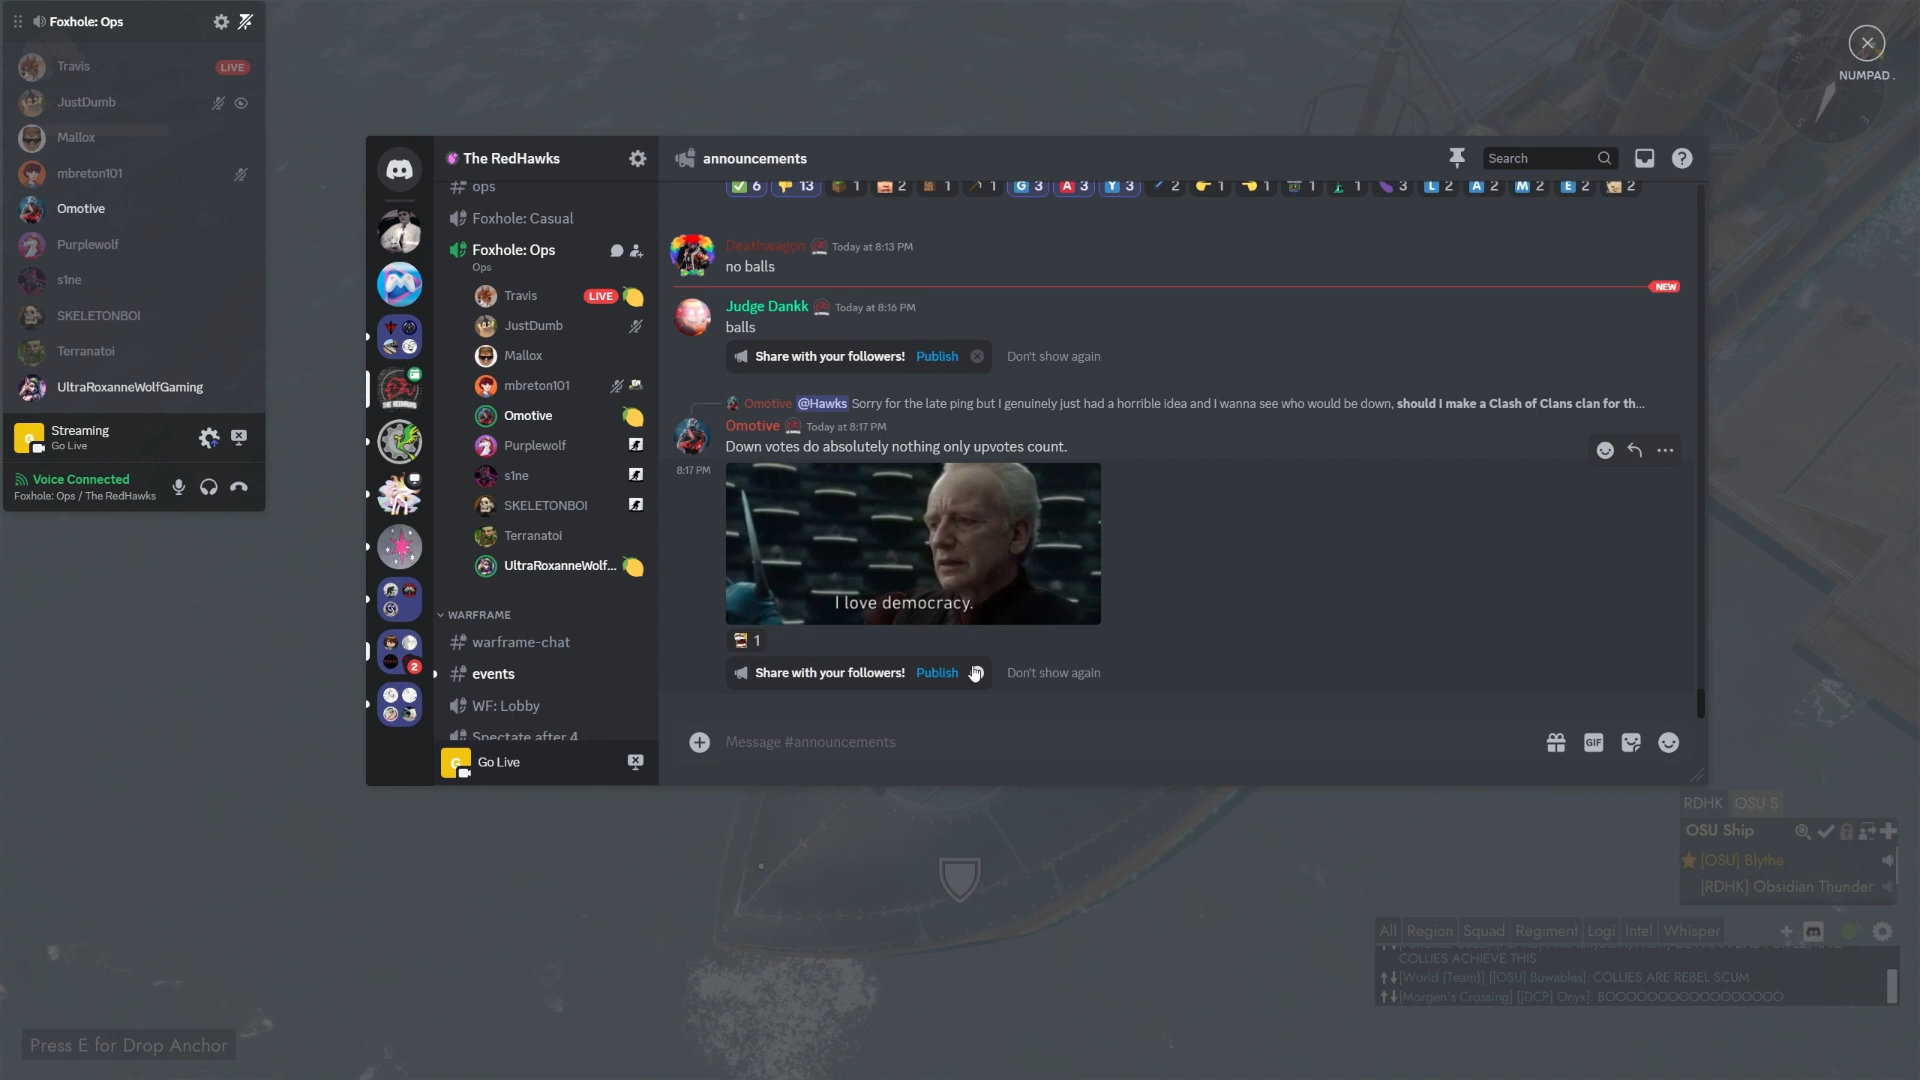 Foxhole: Ops
Travis
LIVE
JustDumb
Mallox
mbreton101
Omotive
Purplewolf
s1ne
SKELETONBOI
Terranatoi
UltraRoxanneWolfGaming
Streaming
Go Live
Voice Connected
Foxhole: Ops / The RedHawks
The RedHawks
ops
Foxhole: Casual
Foxhole: Ops
Ops
Travis
LIVE
JustDumb
Mallox
mbreton101
Omotive
Purplewolf
s1ne
SKELETONBOI
Terranatoi
UltraRoxanneWolf...
WARFRAME
warframe-chat
events
WF: Lobby
Spectate after 4
2
Go Live
announcements
Search
6 13 1 2 1 1 G 3 A 3 Y 3 2 1 1 1 1 3 L 2 A 2 M 2 E 2 2
Deathwagon Today at 8:13 PM
no balls
NEW
Judge Dankk Today at 8:16 PM
balls
Share with your followers! Publish Don't show again
Omotive @Hawks Sorry for the late ping but I genuinely just had a horrible idea and I wanna see who would be down, should I make a Clash of Clans clan for th...
Omotive Today at 8:17 PM
Down votes do absolutely nothing only upvotes count.
8:17 PM
I love democracy.
1
Share with your followers! Publish Don't show again
Message #announcements
GIF
NUMPAD .
RDHK OSU S
OSU Ship
[OSU] Blythe
[RDHK] Obsidian Thunder
All Region Squad Regiment Logi Intel Whisper
COLLIES ACHIEVE THIS
[World (Team)] [[OSU] Buwables]: COLLIES ARE REBEL SCUM
[Morgen's Crossing] [[DCP] Onyx]: BOOOOOOOOOOOOOOOOO
Press E for Drop Anchor